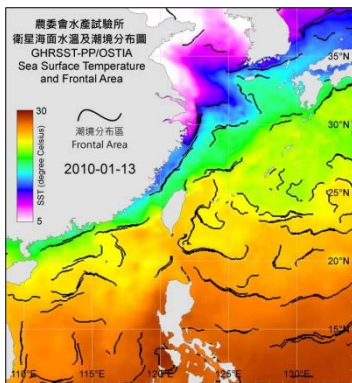 農委會水產試驗所
衛星海面水溫及潮境分布圖
GHRSST-PP/OSTIA
Sea Surface Temperature
and Frontal Area
30
SST (degree Celsius)
5
潮境分布區
Frontal Area
2010-01-13
35°N
30°N
25°N
20°N
15°N
110°E
115°E
120°E
125°E
130°E